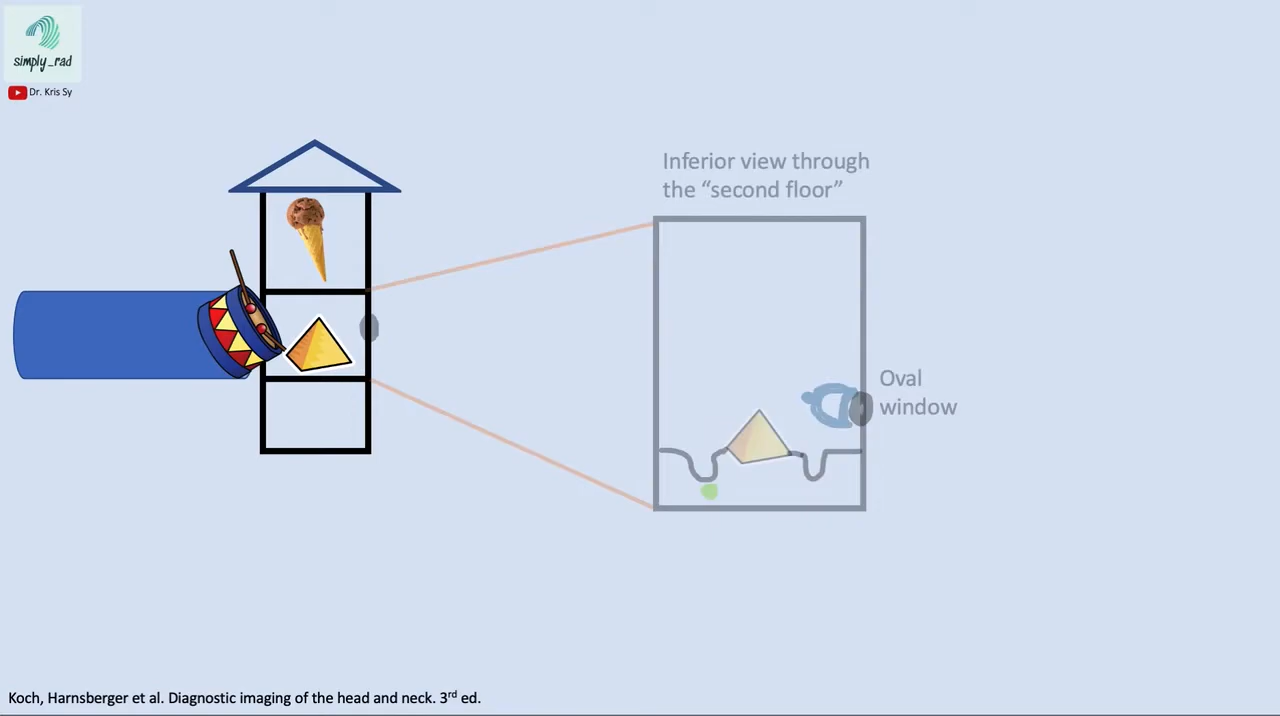 simply_rad
Dr. Kris Sy
Inferior view through
the “second floor”
Oval
window
Koch, Harnsberger et al. Diagnostic imaging of the head and neck. 3rd ed.